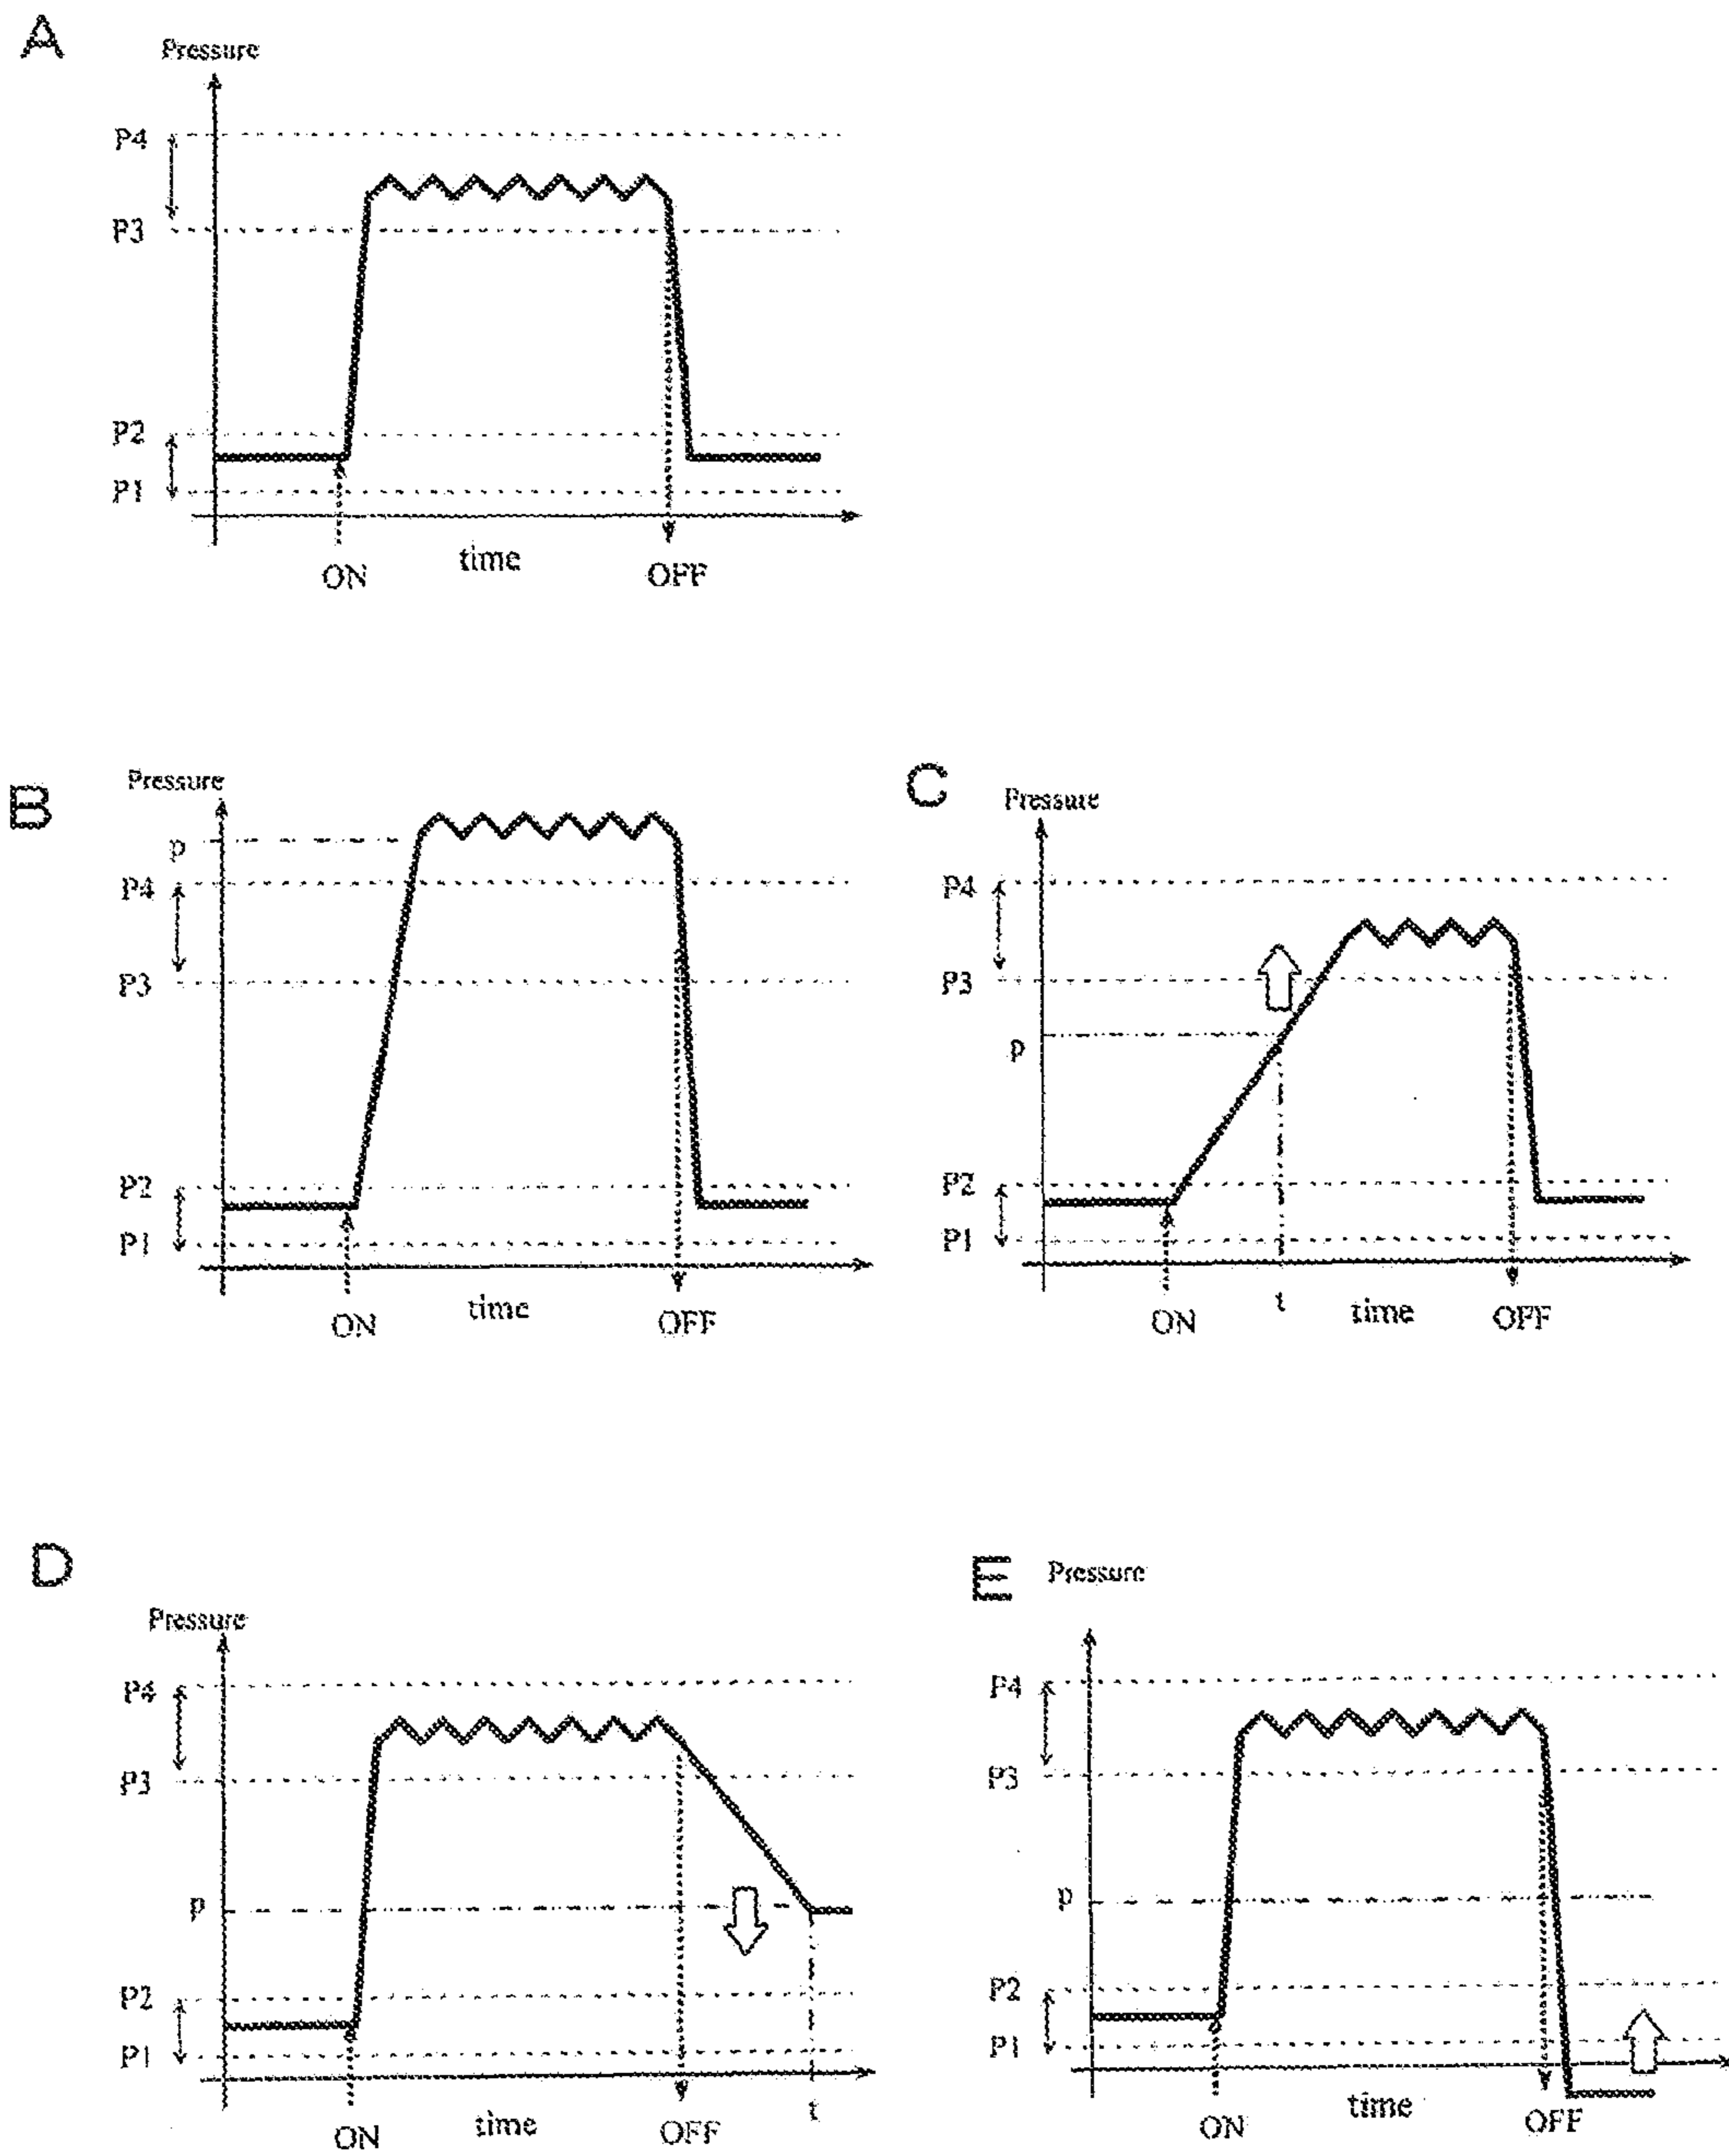 A
Pressure
P4
P3
P2
P1
ON
time
OFF
B
Pressure
p
P4
P3
P2
P1
ON
time
OFF
C
Pressure
P4
P3
p
P2
P1
ON
t
time
OFF
D
Pressure
P4
P3
p
P2
P1
ON
time
OFF
t
E
Pressure
P4
P3
p
P2
P1
ON
time
OFF